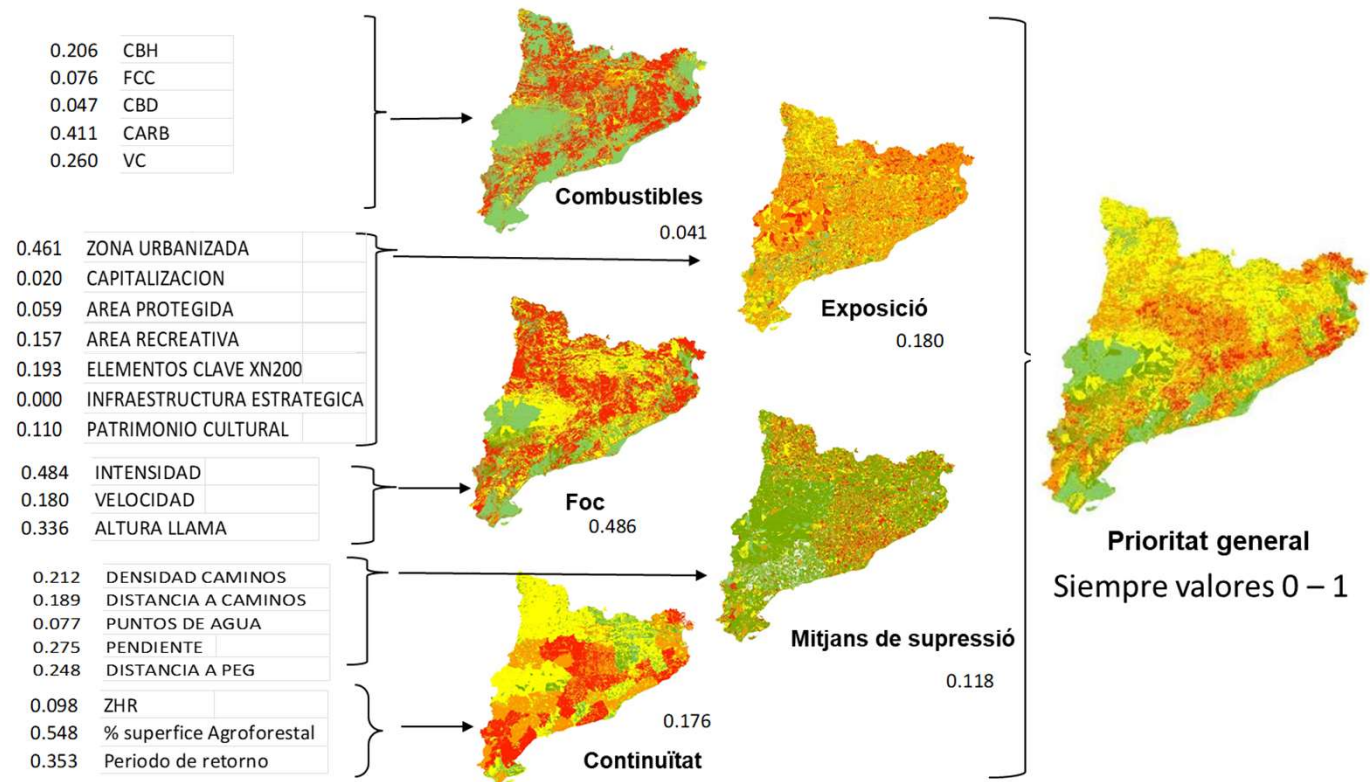 0.206 CBH
0.076 FCC
0.047 CBD
0.411 CARB
0.260 VC
Combustibles
0.041
0.461 ZONA URBANIZADA
0.020 CAPITALIZACION
0.059 AREA PROTEGIDA
0.157 AREA RECREATIVA
0.193 ELEMENTOS CLAVE XN200
0.000 INFRAESTRUCTURA ESTRATEGICA
0.110 PATRIMONIO CULTURAL
Exposició
0.180
0.484 INTENSIDAD
0.180 VELOCIDAD
0.336 ALTURA LLAMA
Foc
0.486
0.212 DENSIDAD CAMINOS
0.189 DISTANCIA A CAMINOS
0.077 PUNTOS DE AGUA
0.275 PENDIENTE
0.248 DISTANCIA A PEG
Mitjans de supressió
0.118
0.098 ZHR
0.548 % superfice Agroforestal
0.353 Periodo de retorno
0.176
Continuïtat
Prioritat general
Siempre valores 0 – 1